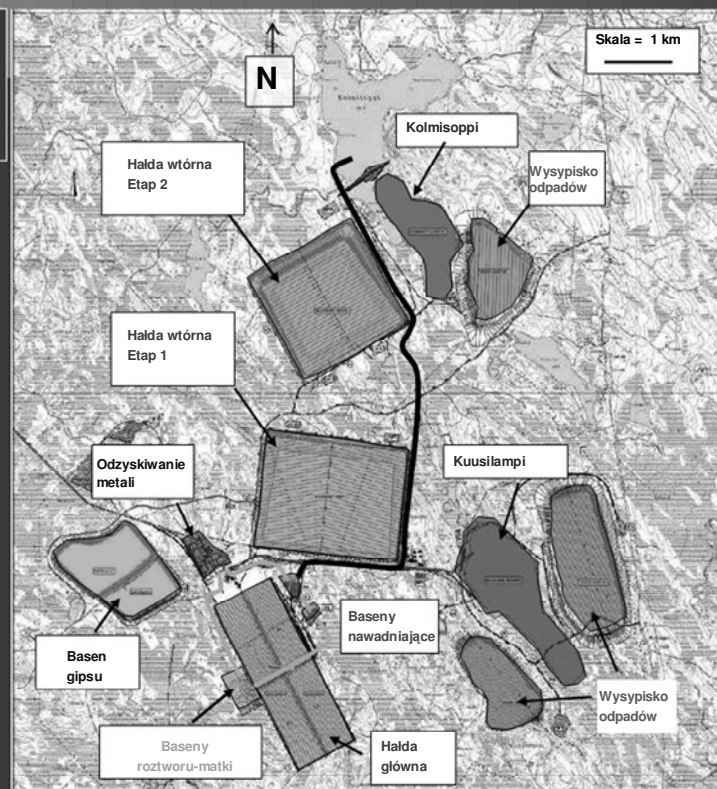 Skala = 1 km
N
Kolmisoppi
Hałda wtórna
Etap 2
Wysypisko
odpadów
Hałda wtórna
Etap 1
Odzyskiwanie
metali
Kuusilampi
Baseny
nawadniające
Basen
gipsu
Wysypisko
odpadów
Baseny
roztworu-matki
Hałda
główna